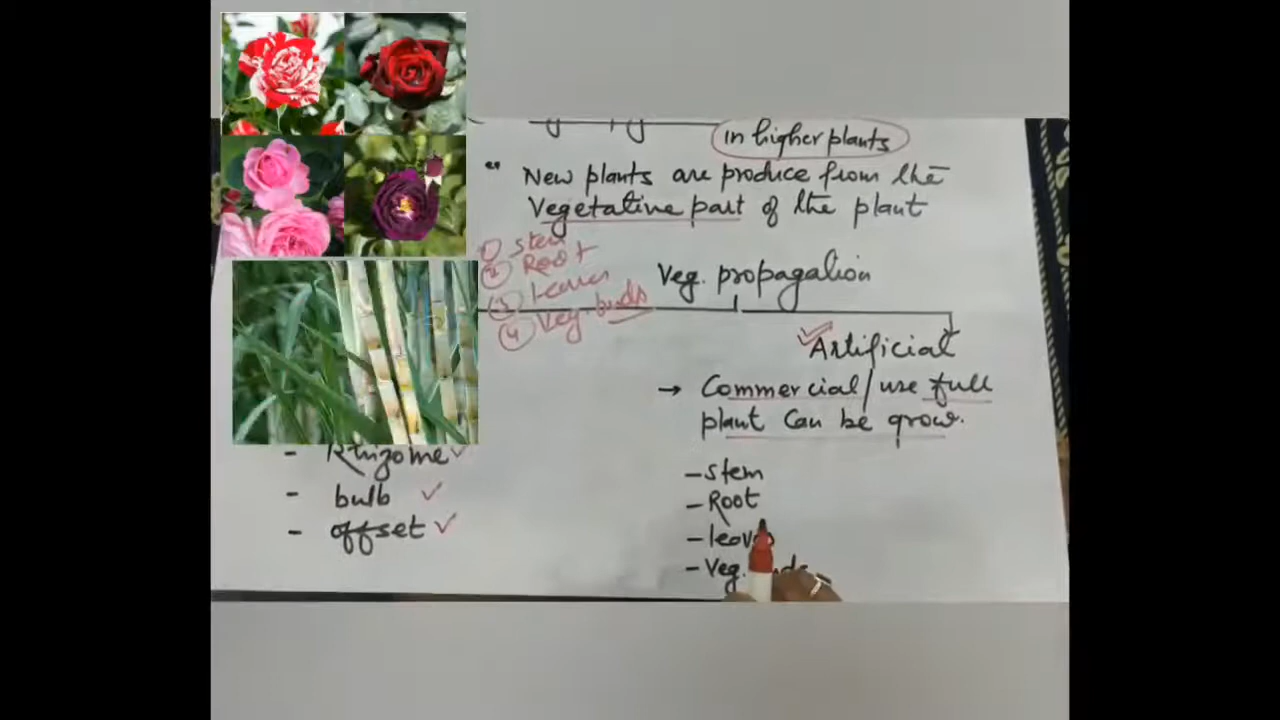 in higher plants
New plants are produce from the
Vegetative part of the plant
① stem
② Root
③ Leaves
④ Veg. buds
Veg. propagation
Artificial
→ Commercial/use full
plant can be grow.
- Rhizome ✓
- bulb ✓
- offset ✓
- stem
- Root
- leaves
- Veg.